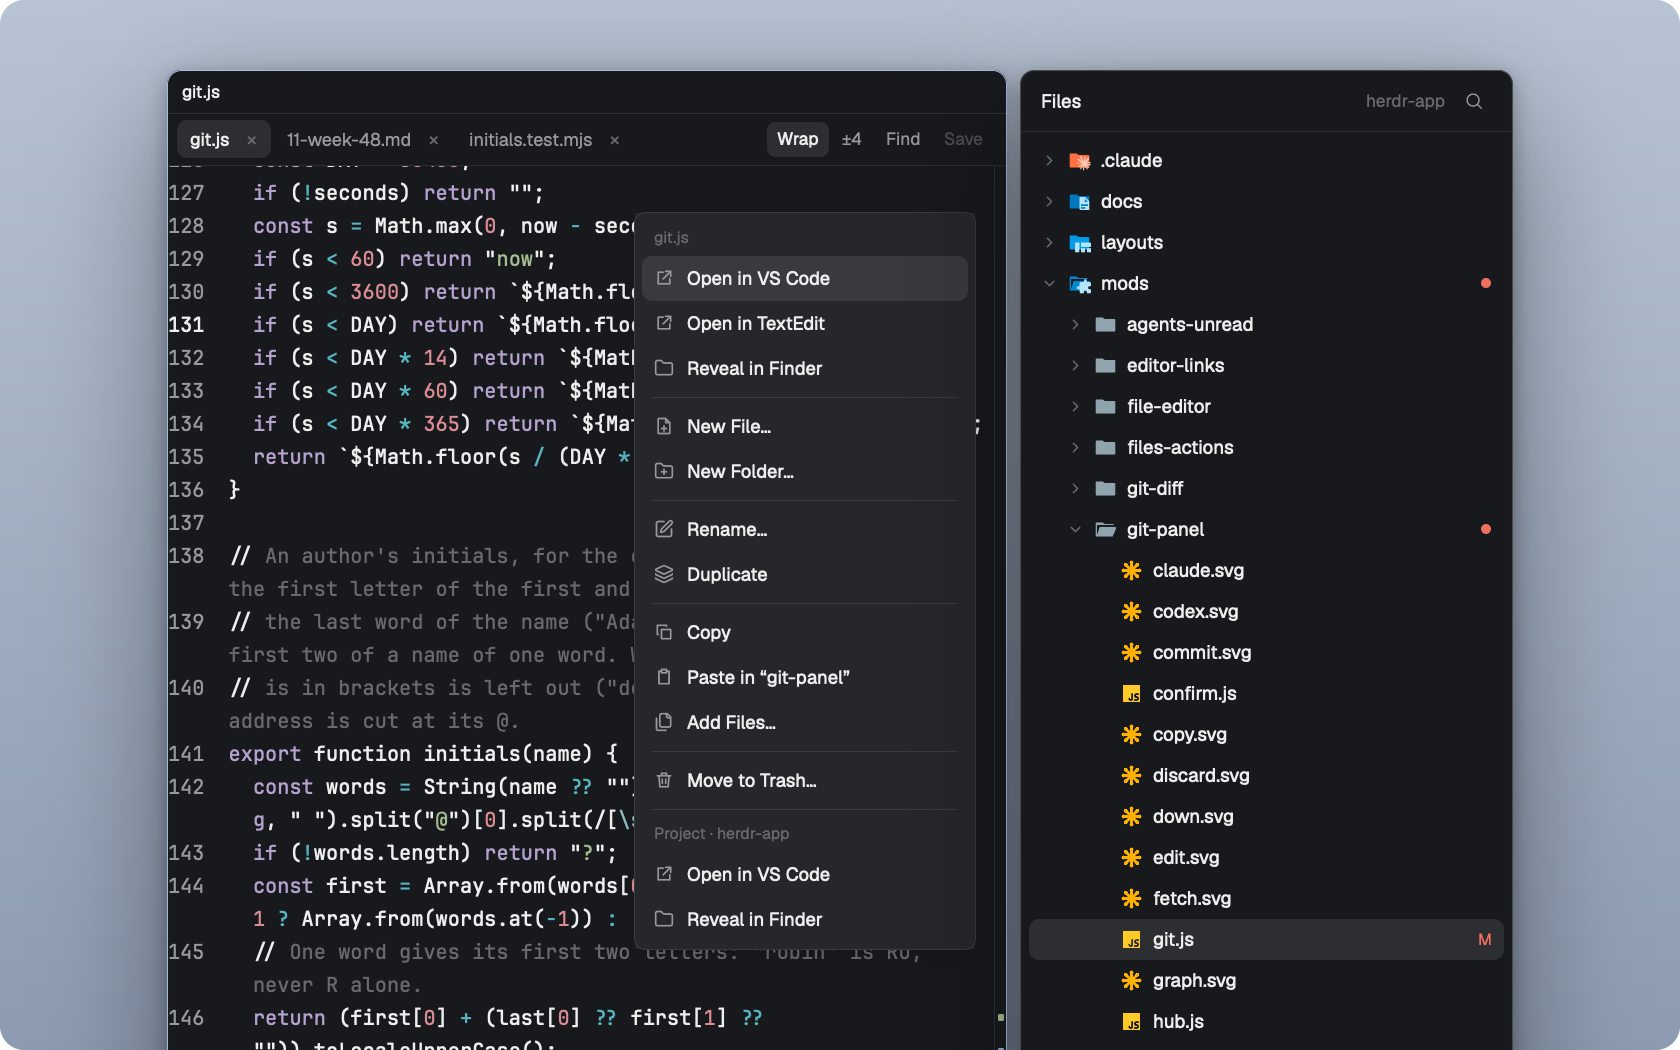 git.js
git.js × 11-week-48.md × initials.test.mjs × Wrap ±4 Find Save
127 if (!seconds) return "";
128 const s = Math.max(0, now -
129 if (s < 60) return "now";
130 if (s < 3600) return `${Math.
131 if (s < DAY) return `${Math.
132 if (s < DAY * 14) return `${
133 if (s < DAY * 60) return `${
134 if (s < DAY * 365) return `${ ;
135 return `${Math.floor(s / (DAY *
136 }
137
138 // An author's initials, for the
the first letter of the first and
139 // the last word of the name
first two of a name of one word.
140 // is in brackets is left out
address is cut at its @.
141 export function initials(name) {
142 const words = String(name ?? "")
g, " ").split("@")[0].split(/[\s
143 if (!words.length) return "?";
144 const first = Array.from(words[
1 ? Array.from(words.at(-1)) :
145 // One word gives its first two letters: "robin" is RO,
never R alone.
146 return (first[0] + (last[0] ?? first[1] ??
git.js
Open in VS Code
Open in TextEdit
Reveal in Finder
New File...
New Folder...
Rename...
Duplicate
Copy
Paste in “git-panel”
Add Files...
Move to Trash...
Project · herdr-app
Open in VS Code
Reveal in Finder
Files herdr-app
.claude
docs
layouts
mods
agents-unread
editor-links
file-editor
files-actions
git-diff
git-panel
claude.svg
codex.svg
commit.svg
JS confirm.js
copy.svg
discard.svg
down.svg
edit.svg
fetch.svg
JS git.js M
graph.svg
JS hub.js